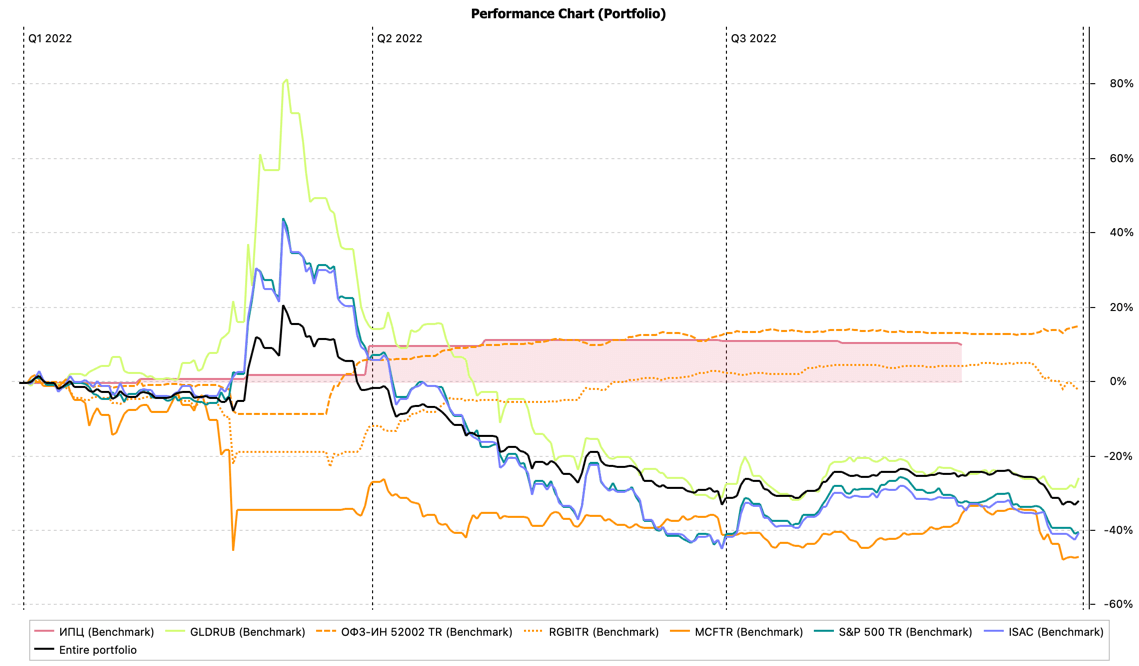 Performance Chart (Portfolio)
Q1 2022
Q2 2022
Q3 2022
80%
60%
40%
20%
0%
-20%
-40%
-60%
ИПЦ (Benchmark)
GLDRUB (Benchmark)
ОФЗ-ИН 52002 TR (Benchmark)
RGBITR (Benchmark)
MCFTR (Benchmark)
S&P 500 TR (Benchmark)
ISAC (Benchmark)
Entire portfolio